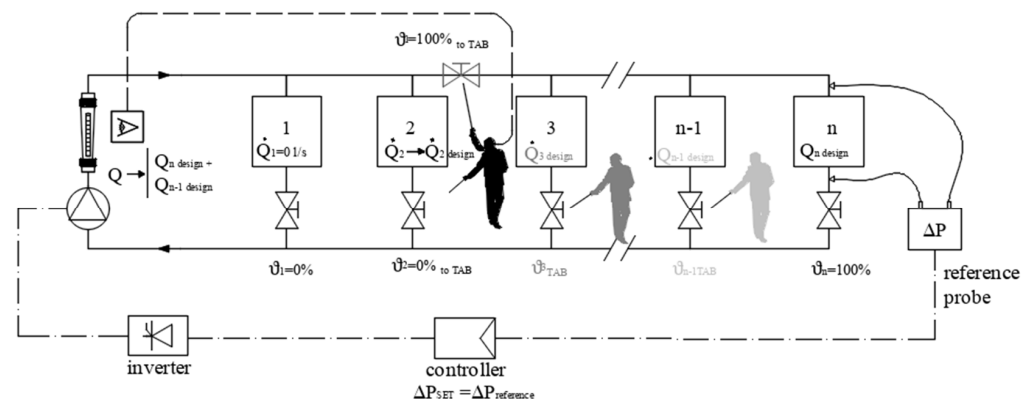 ϑ=100% to TAB
1
Q̇1=0 l/s
2
Q̇2→Q̇2 design
3
Q̇3 design
n-1
Q̇n-1 design
n
Qn design
Q → Qn design +
Qn-1 design
ΔP
ϑ1=0%
ϑ2=0% to TAB
ϑ3 TAB
ϑn-1TAB
ϑn=100%
reference
probe
inverter
controller
ΔPSET =ΔPreference